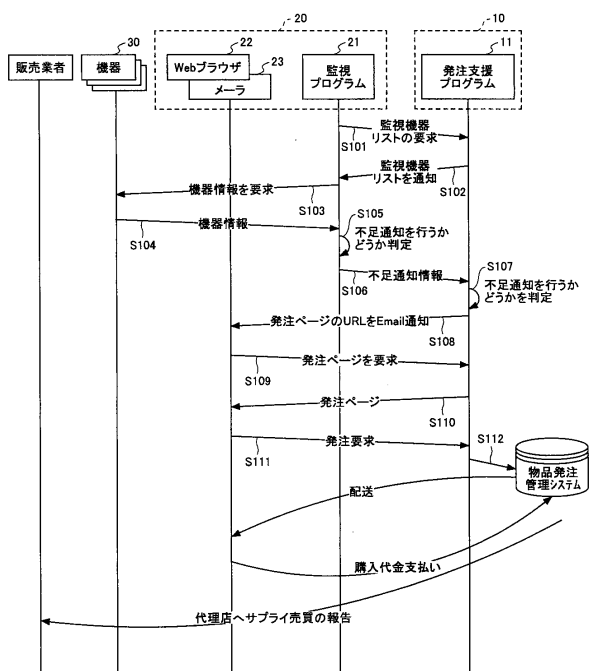 20
10
30
22
23
21
11
販売業者
機器
Webブラウザ
メーラ
監視
プログラム
発注支援
プログラム
監視機器
リストの要求
S101
監視機器
リストを通知
S102
機器情報を要求
S103
機器情報
S104
S105
不足通知を行うか
どうか判定
不足通知情報
S106
S107
不足通知を行うか
どうかを判定
発注ページのURLをEmail通知
S108
発注ページを要求
S109
発注ページ
S110
発注要求
S111
S112
物品発注
管理システム
配送
購入代金支払い
代理店へサプライ売買の報告